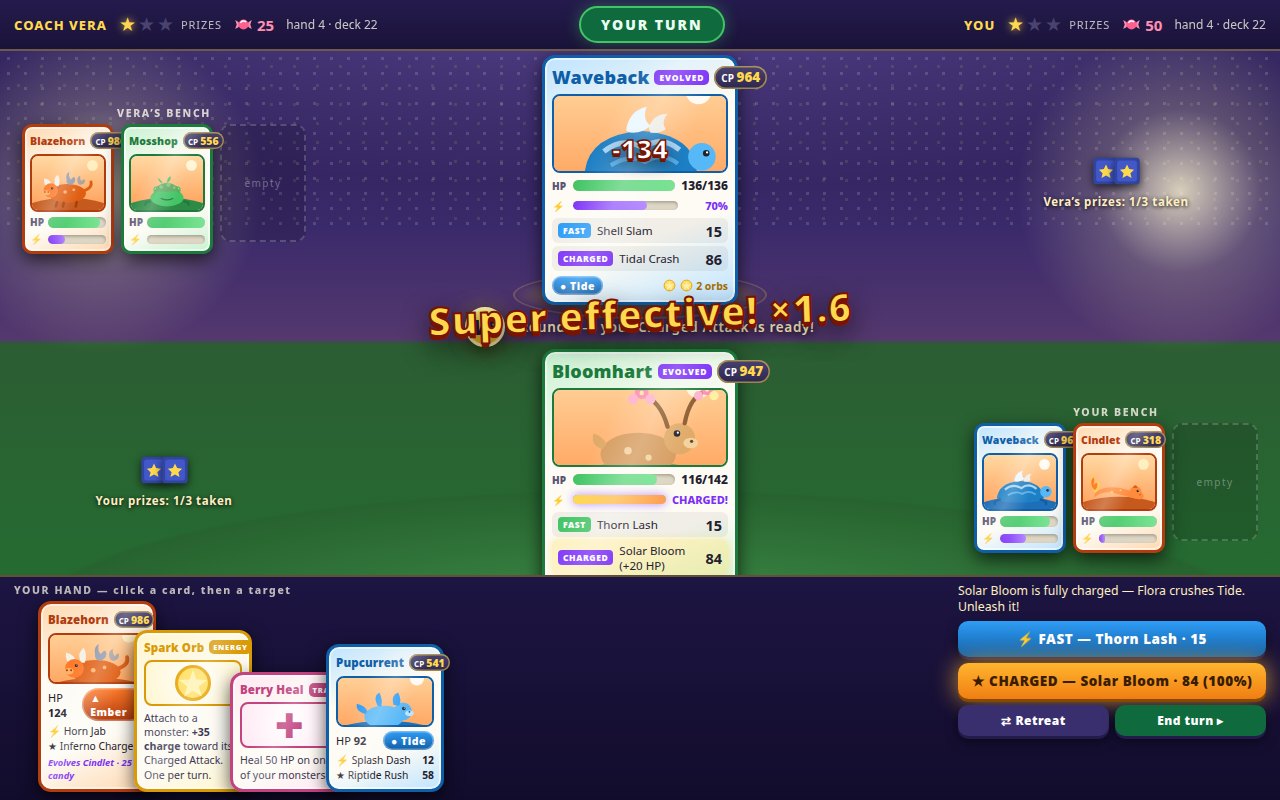 COACH VERA ★★★ PRIZES 25 hand 4 · deck 22
YOUR TURN
YOU ★★★ PRIZES 50 hand 4 · deck 22
Waveback EVOLVED CP 964
-134
HP 136/136
⚡ 70%
FAST Shell Slam 15
CHARGED Tidal Crash 86
● Tide 2 orbs
VERA'S BENCH
Blazehorn CP 98
HP
⚡
Mosshop CP 556
HP
⚡
empty
Vera's prizes: 1/3 taken
Super effective! ×1.6
your Charged Attack is ready!
Bloomhart EVOLVED CP 947
HP 116/142
⚡ CHARGED!
FAST Thorn Lash 15
CHARGED Solar Bloom (+20 HP) 84
Your prizes: 1/3 taken
YOUR BENCH
Waveback CP 96
HP
⚡
Cindlet CP 318
HP
⚡
empty
YOUR HAND — click a card, then a target
Blazehorn CP 986
HP 124
▲ Ember
⚡ Horn Jab
★ Inferno Charge
Evolves Cindlet · 25 candy
Spark Orb ENERGY
Attach to a
monster: +35
charge toward its
Charged Attack.
One per turn.
Berry Heal
Heal 50 HP on
of your monsters
Pupcurrent CP 541
HP 92 ● Tide
⚡ Splash Dash 12
★ Riptide Rush 58
Solar Bloom is fully charged — Flora crushes Tide.
Unleash it!
⚡ FAST — Thorn Lash · 15
★ CHARGED — Solar Bloom · 84 (100%)
⇄ Retreat
End turn ▸